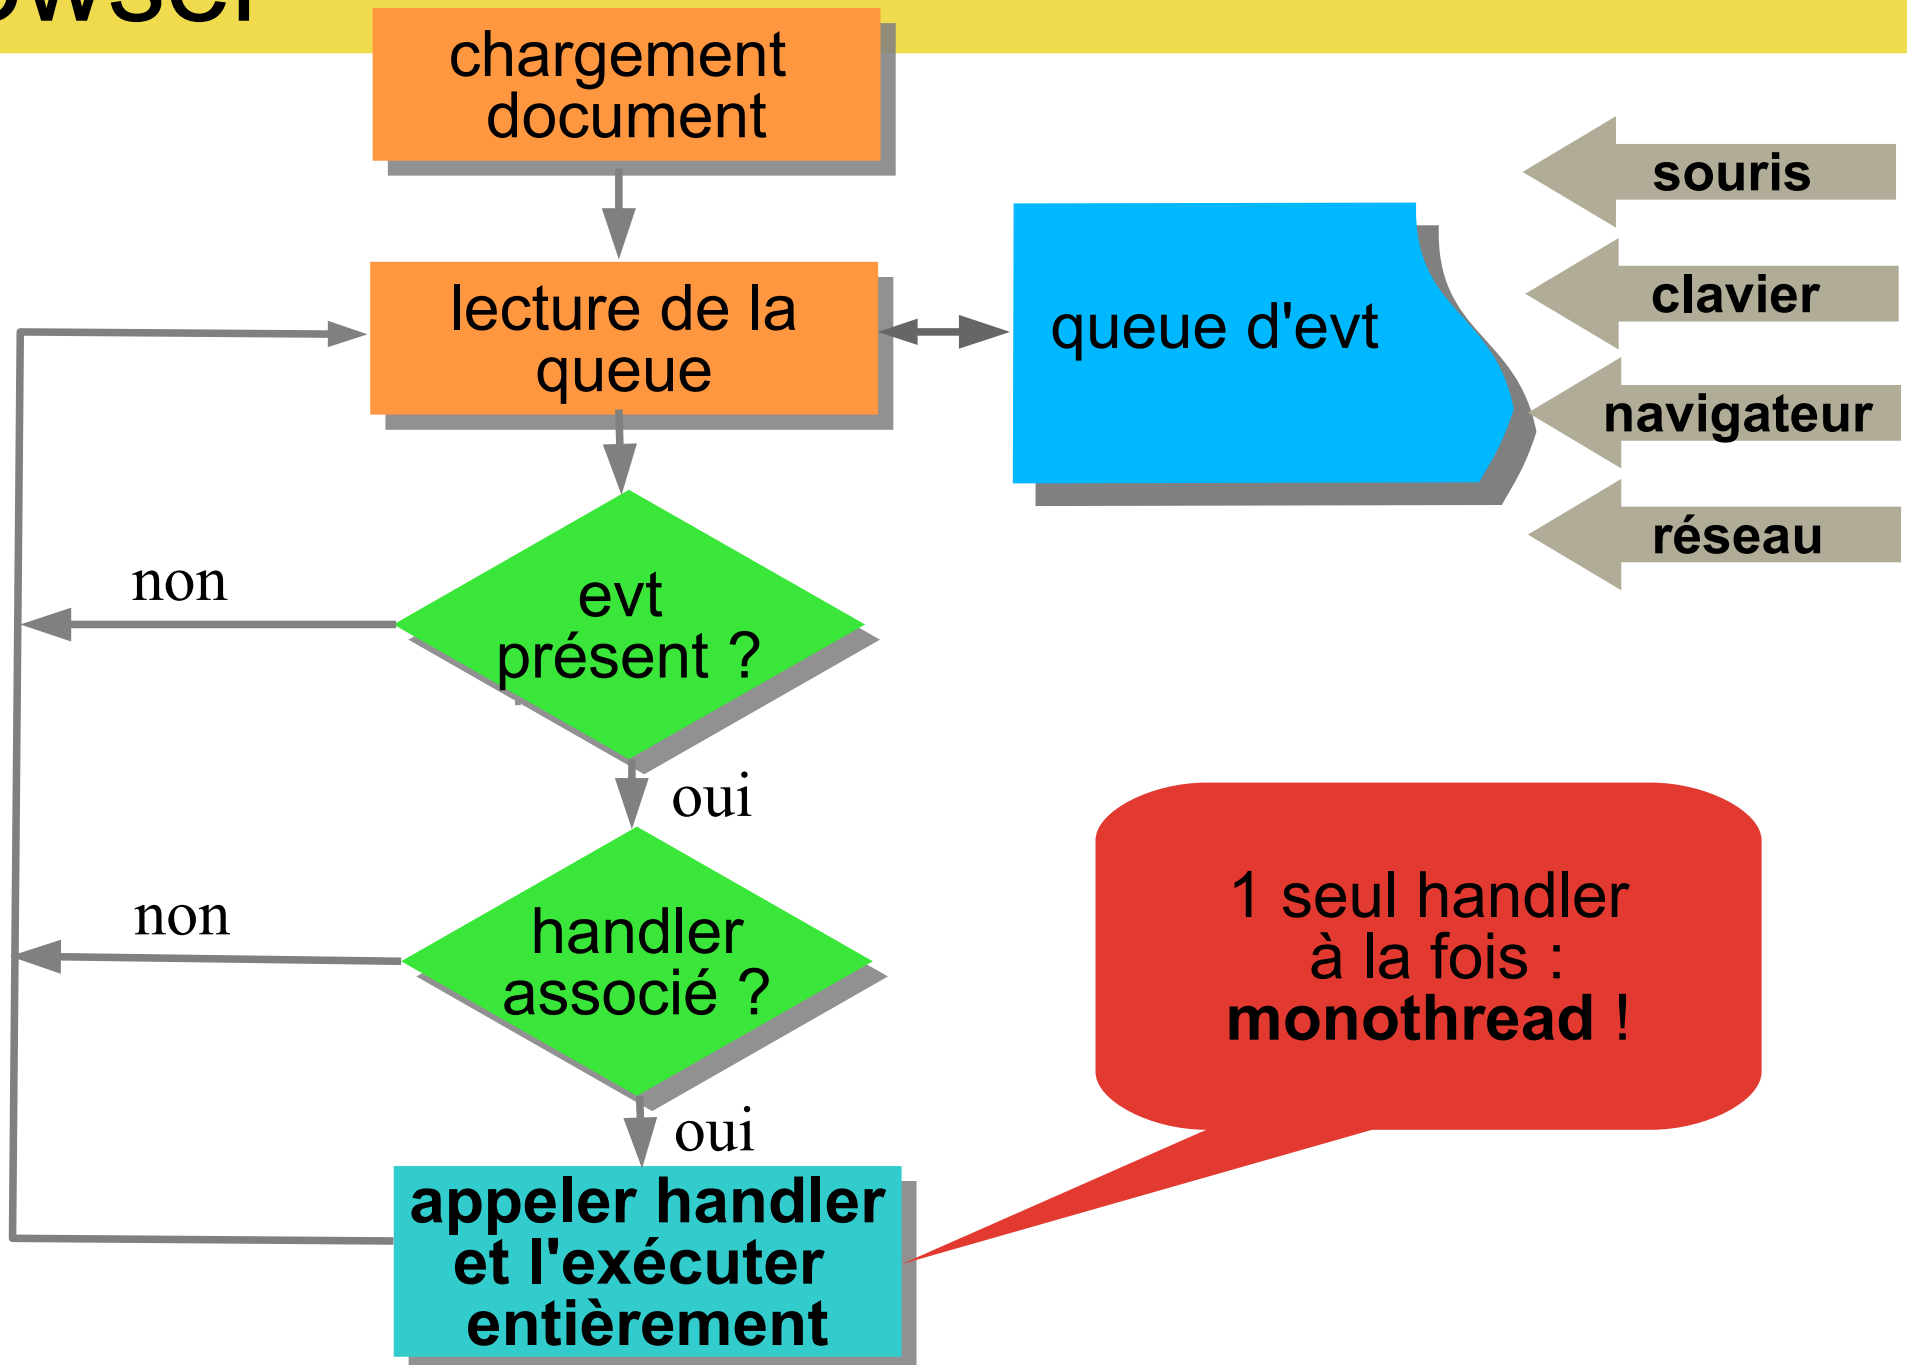 chargement
document
souris
clavier
navigateur
réseau
lecture de la
queue
queue d'evt
evt
présent ?
non
oui
handler
associé ?
non
oui
1 seul handler
à la fois :
monothread !
appeler handler
et l'exécuter
entièrement